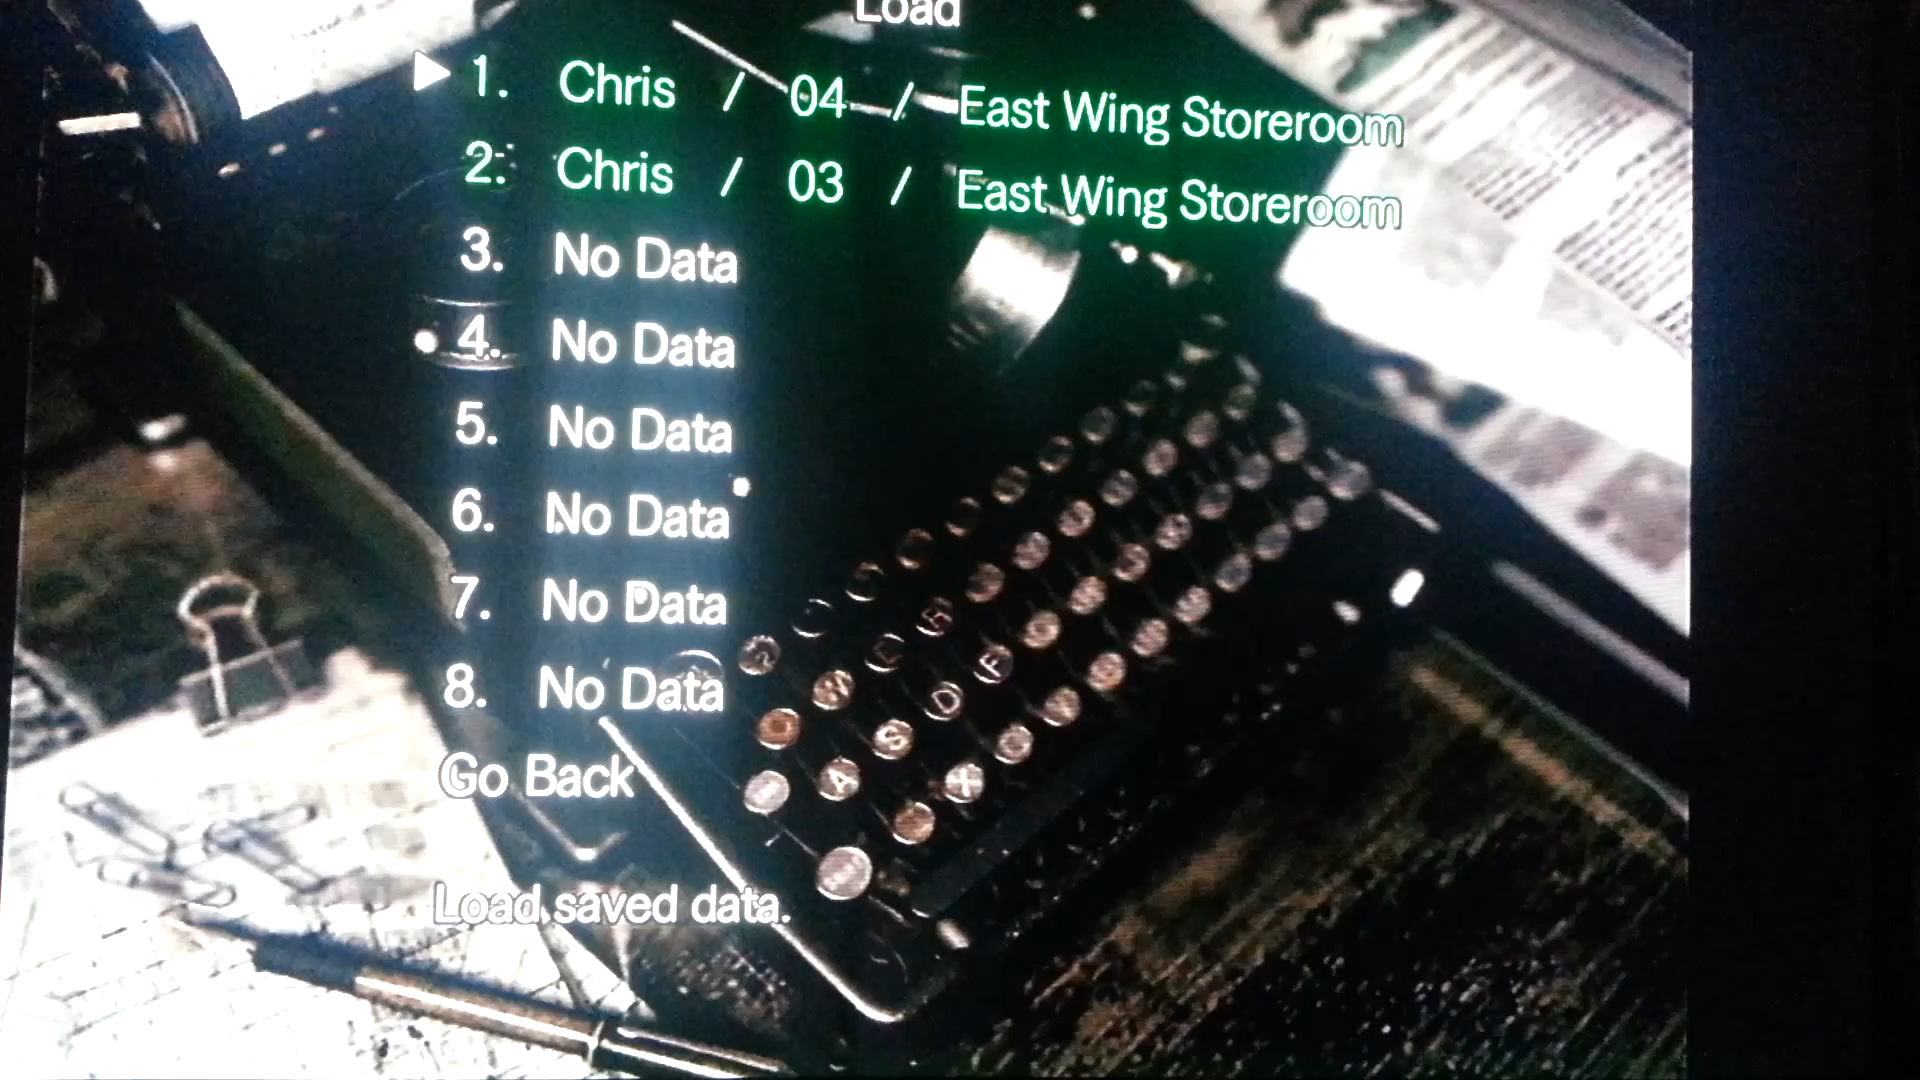 Load
1. Chris / 04 / East Wing Storeroom
2. Chris / 03 / East Wing Storeroom
3. No Data
4. No Data
5. No Data
6. No Data
7. No Data
8. No Data
Go Back
Load saved data.